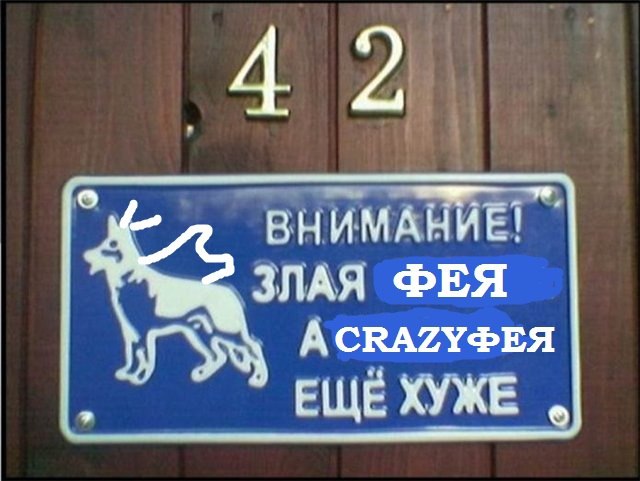 42
ВНИМАНИЕ!
ЗЛАЯ ФЕЯ
А CRAZYФЕЯ
ЕЩЁ ХУЖЕ